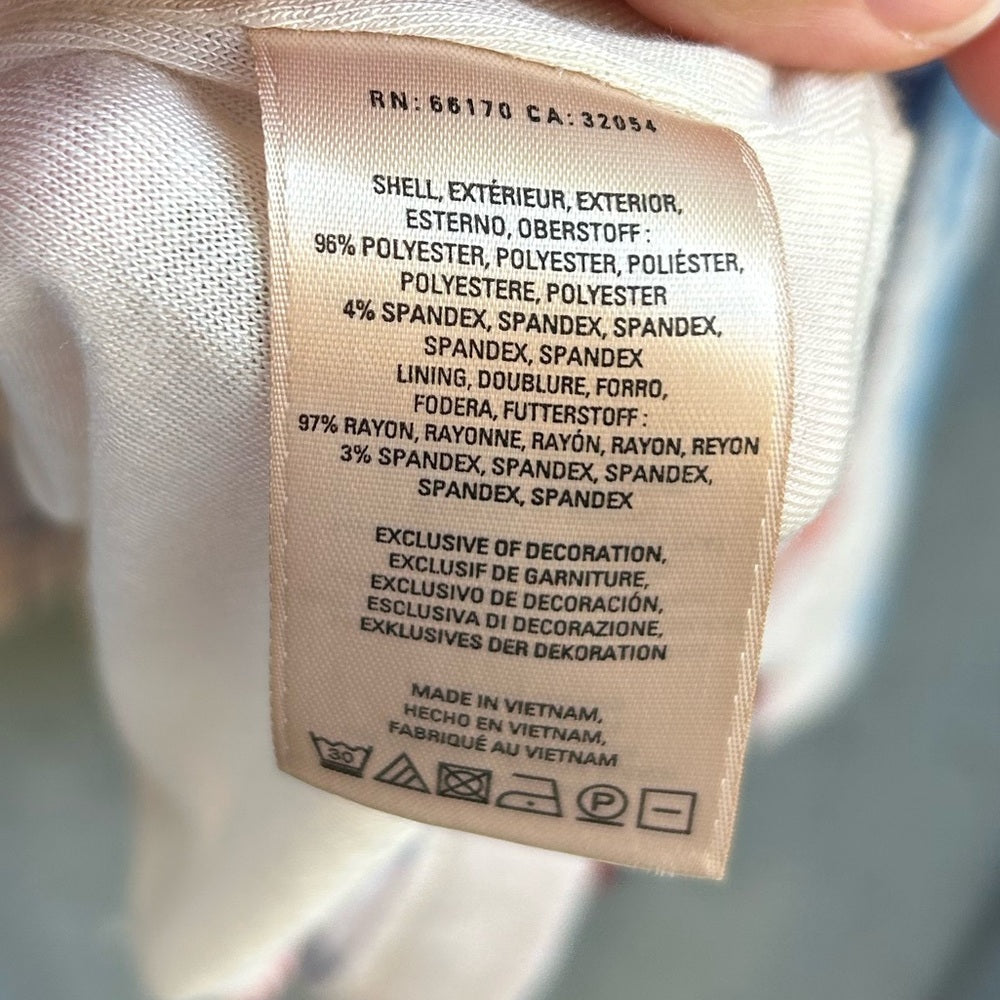 RN: 66170 CA: 32054
SHELL, EXTÉRIEUR, EXTERIOR,
ESTERNO, OBERSTOFF:
96% POLYESTER, POLYESTER, POLIÉSTER,
POLYESTERE, POLYESTER
4% SPANDEX, SPANDEX, SPANDEX,
SPANDEX, SPANDEX
LINING, DOUBLURE, FORRO,
FODERA, FUTTERSTOFF:
97% RAYON, RAYONNE, RAYÓN, RAYON, REYON
3% SPANDEX, SPANDEX, SPANDEX,
SPANDEX, SPANDEX
EXCLUSIVE OF DECORATION,
EXCLUSIF DE GARNITURE,
EXCLUSIVO DE DECORACIÓN,
ESCLUSIVA DI DECORAZIONE,
EXKLUSIVES DER DEKORATION
MADE IN VIETNAM,
HECHO EN VIETNAM,
FABRIQUÉ AU VIETNAM
30 P